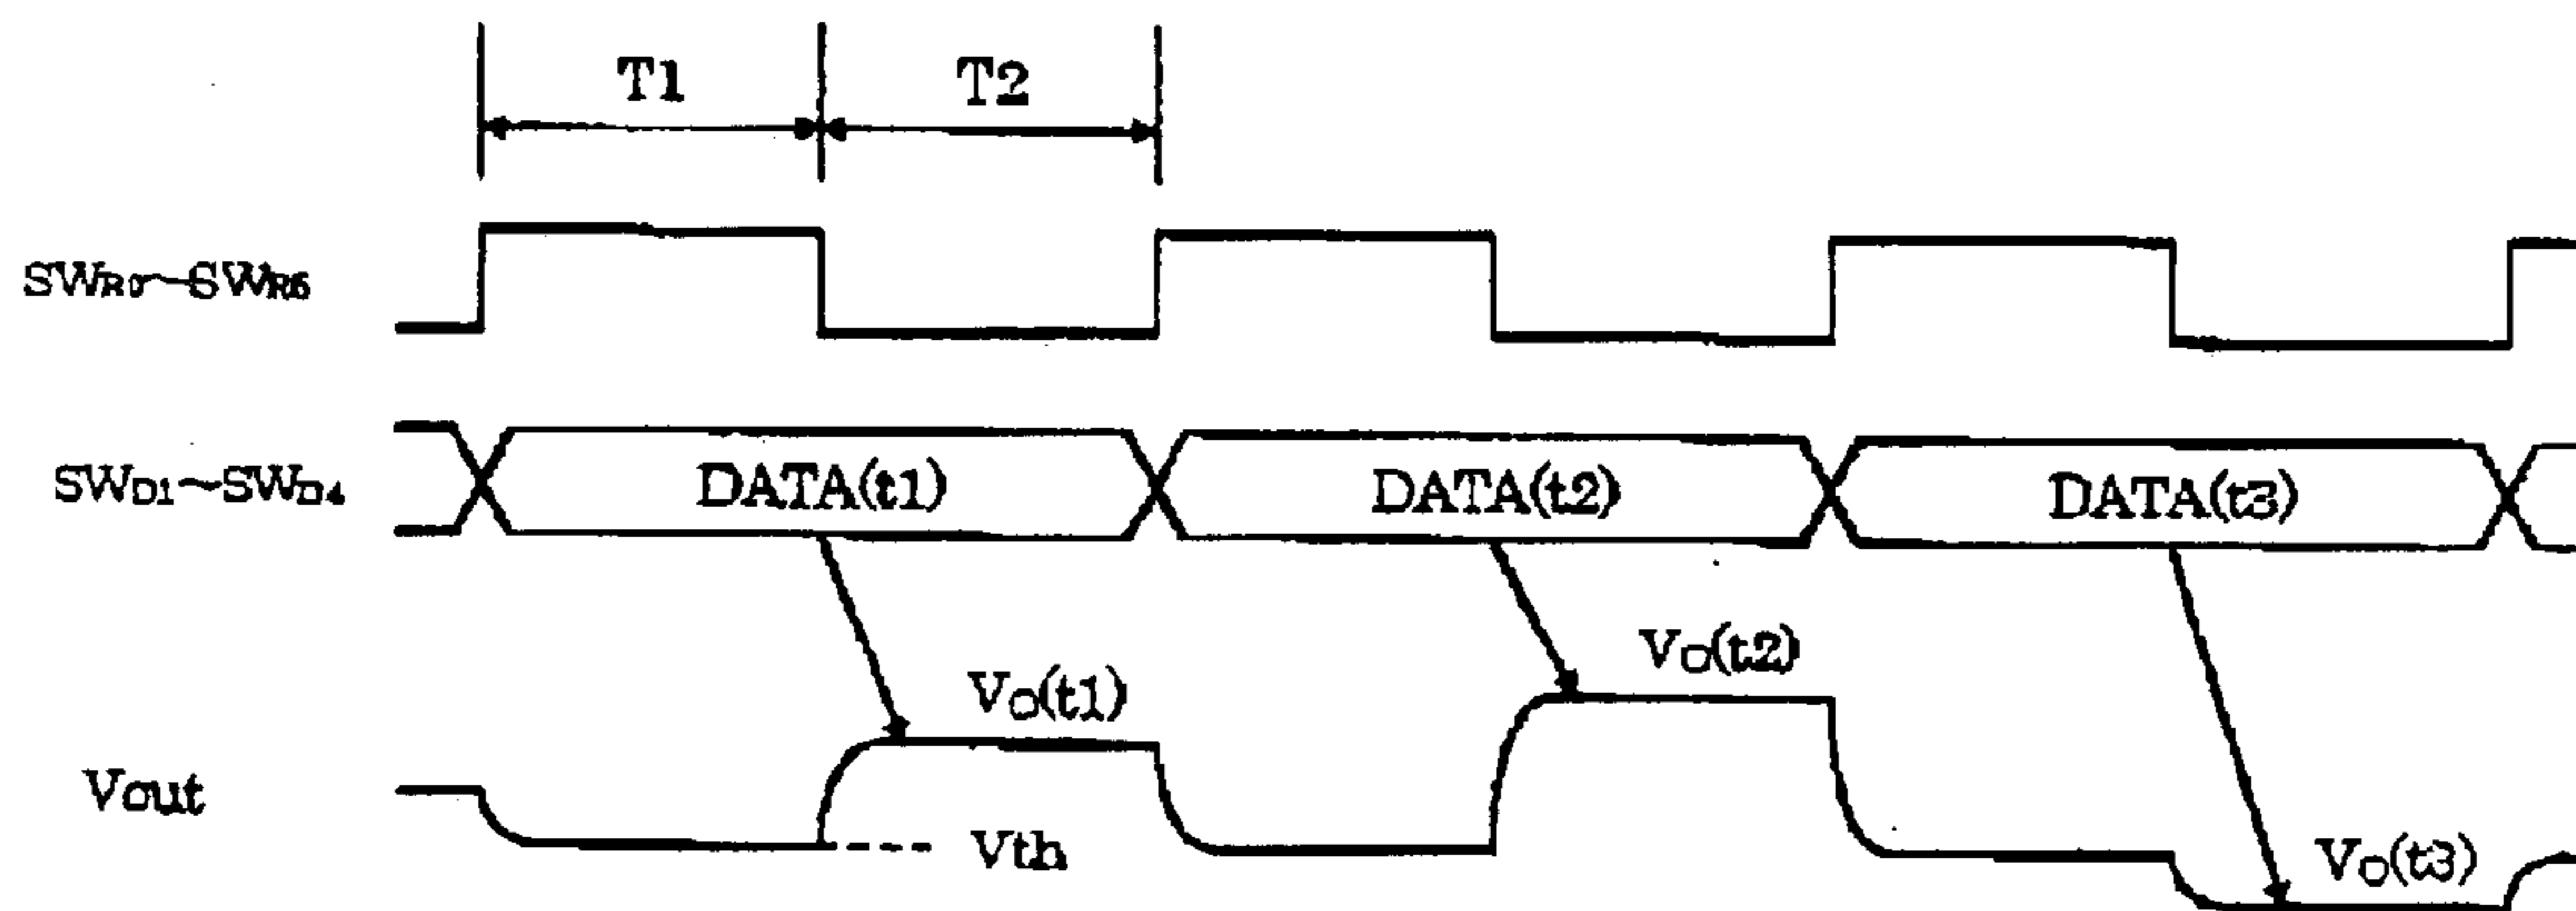 T1 T2
SWR0~SWR6
SWD1~SWD4 DATA(t1) DATA(t2) DATA(t3)
VO(t1) VO(t2)
Vout Vth VO(t3)